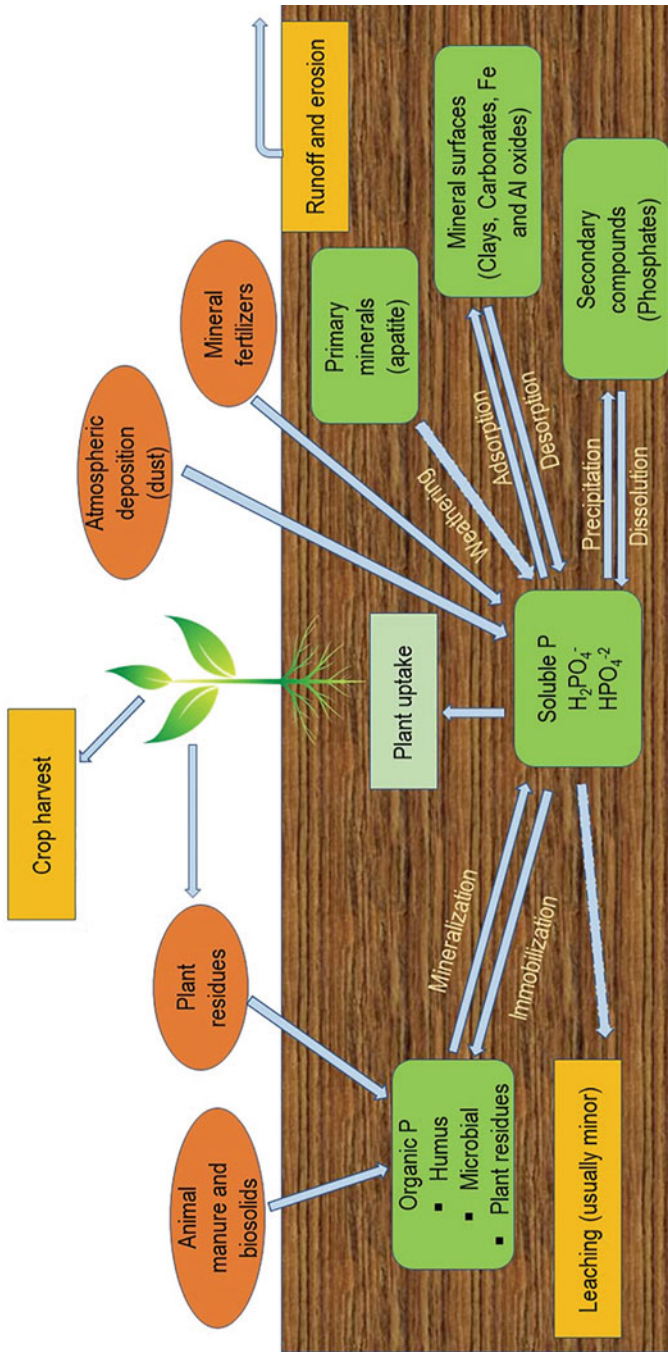 Crop harvest
Atmospheric
deposition
(dust)
Mineral
fertilizers
Plant
residues
Animal
manure and
biosolids
Runoff and erosion
Primary
minerals
(apatite)
Mineral surfaces
(Clays, Carbonates, Fe
and Al oxides)
Secondary
compounds
(Phosphates)
Weathering
Adsorption
Desorption
Precipitation
Dissolution
Plant uptake
Soluble P
H₂PO₄⁻
HPO₄⁻²
Mineralization
Immobilization
Organic P
▪ Humus
▪ Microbial
▪ Plant residues
Leaching (usually minor)